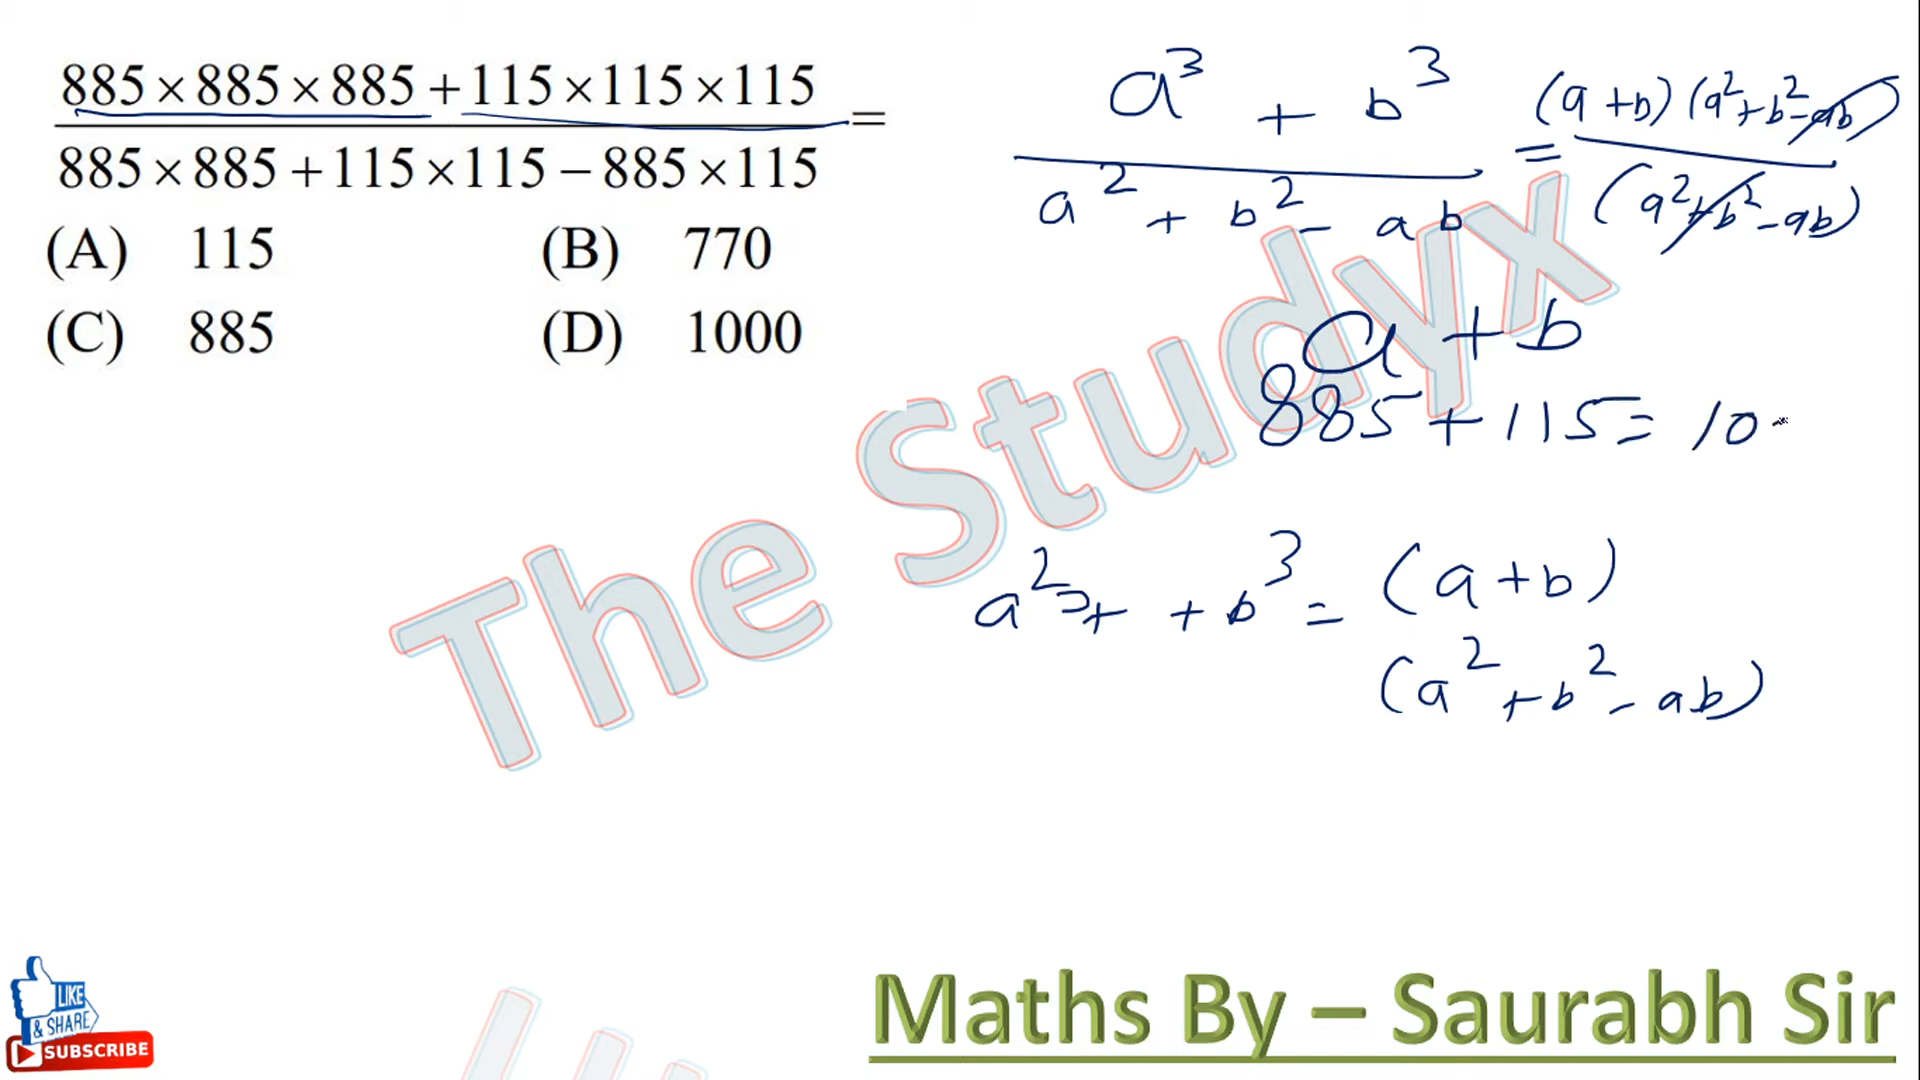 885×885×885+115×115×115
885×885+115×115−885×115
=
(A) 115 (B) 770
(C) 885 (D) 1000
a³ + b³
a² + b² - ab
= (a+b)(a²+b²-ab)
(a²+b²-ab)
a + b
885 + 115 = 10
a² + b³ = (a+b)
(a²+b²-ab)
The Studyx
LIKE
& SHARE
SUBSCRIBE
Maths By – Saurabh Sir